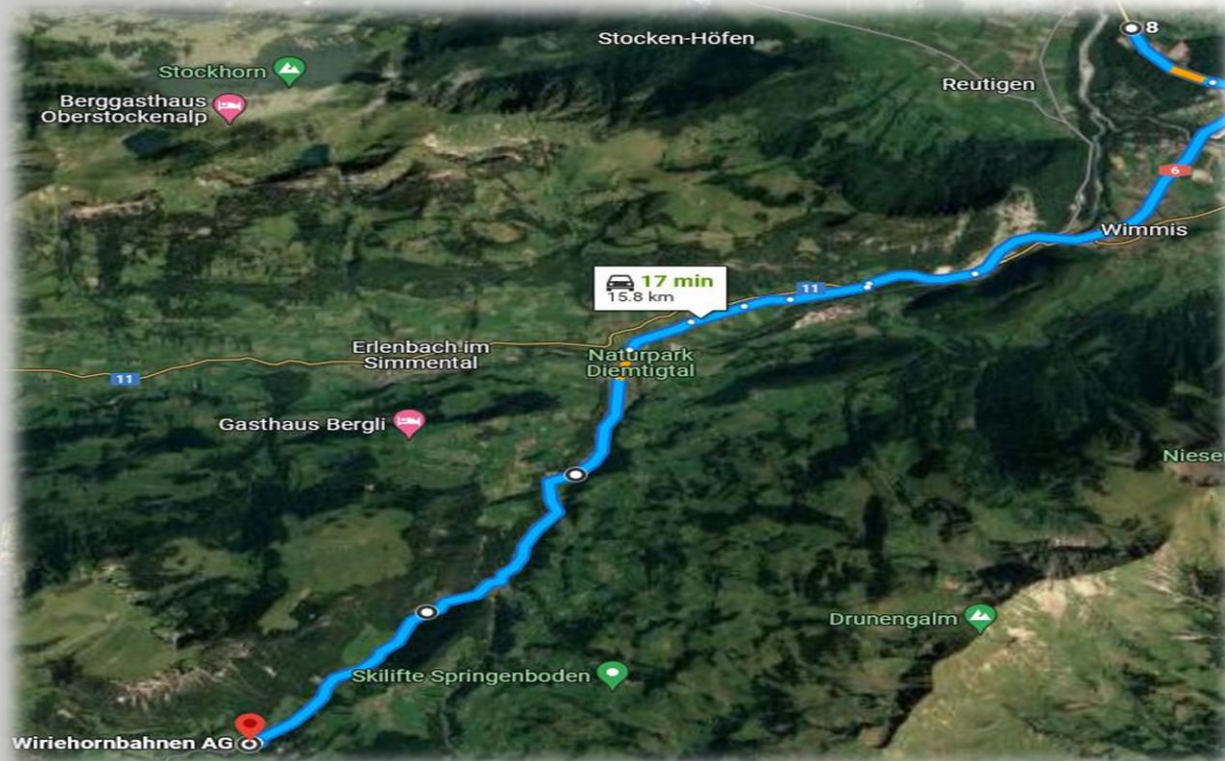 8
Stocken-Höfen
Stockhorn
Reutigen
Berggasthaus
Oberstockenalp
6
Wimmis
17 min
15.8 km
11
Erlenbach im
Simmental
Naturpark
Diemtigtal
11
Gasthaus Bergli
Niese
Drunengalm
Skilifte Springenboden
Wiriehornbahnen AG